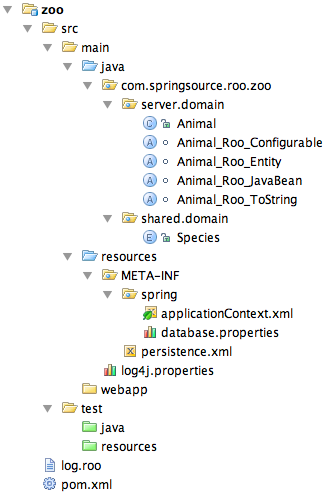 zoo
src
main
java
com.springsource.roo.zoo
server.domain
C Animal
A Animal_Roo_Configurable
A Animal_Roo_Entity
A Animal_Roo_JavaBean
A Animal_Roo_ToString
shared.domain
E Species
resources
META-INF
spring
applicationContext.xml
database.properties
X persistence.xml
log4j.properties
webapp
test
java
resources
log.roo
pom.xml